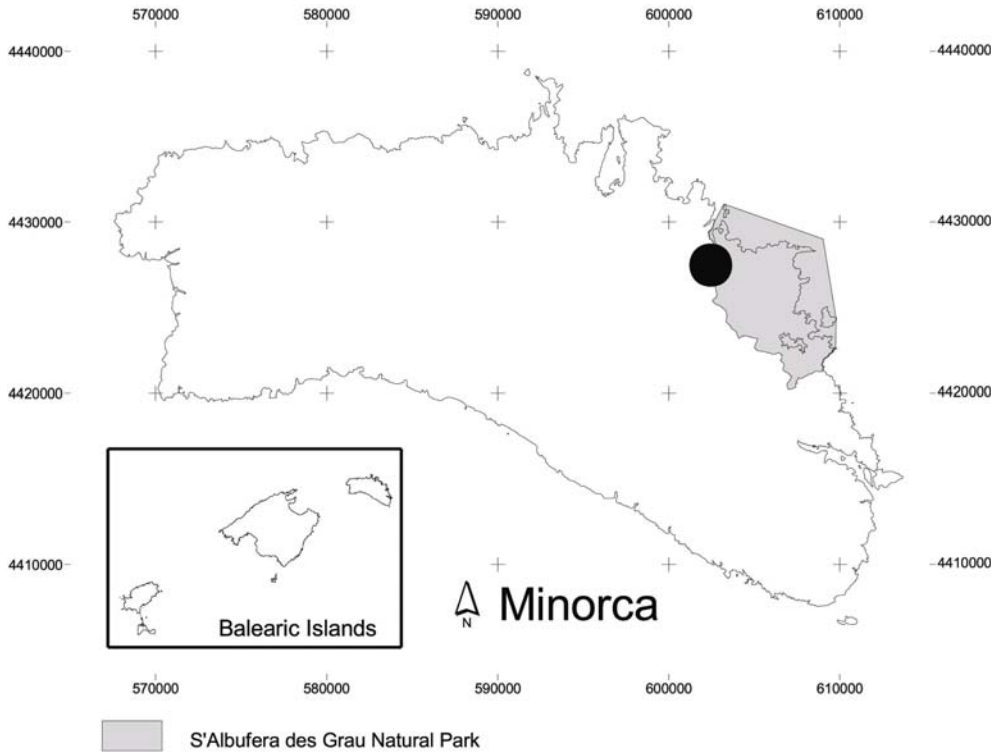 570000 580000 590000 600000 610000
4440000 4440000
4430000 4430000
4420000 4420000
4410000 4410000
Balearic Islands
N
Minorca
570000 580000 590000 600000 610000
S'Albufera des Grau Natural Park